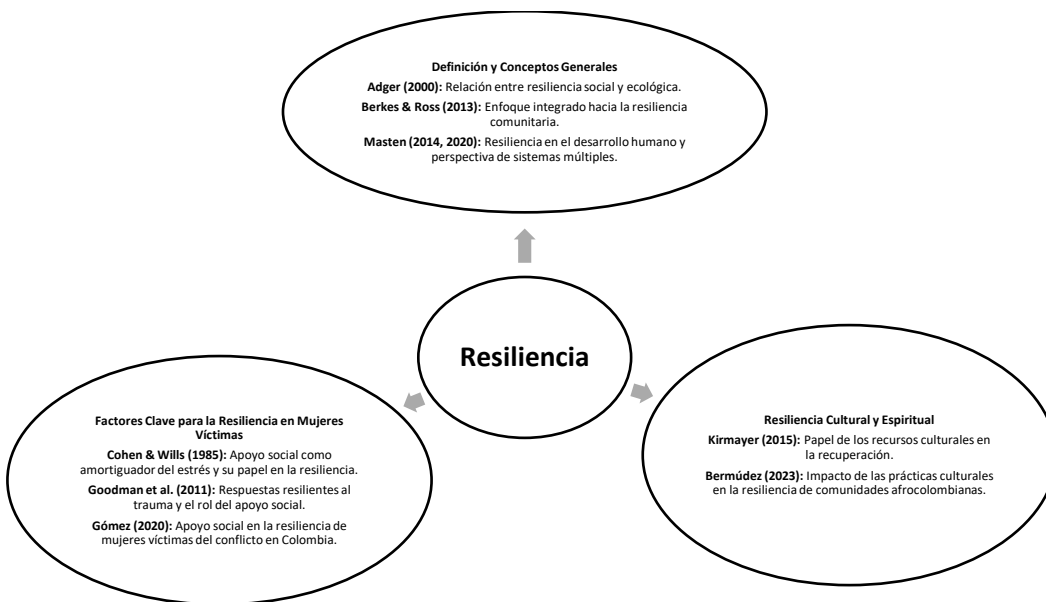 Definición y Conceptos Generales
Adger (2000): Relación entre resiliencia social y ecológica.
Berkes & Ross (2013): Enfoque integrado hacia la resiliencia
comunitaria.
Masten (2014, 2020): Resiliencia en el desarrollo humano y
perspectiva de sistemas múltiples.
Resiliencia
Factores Clave para la Resiliencia en Mujeres
Víctimas
Cohen & Wills (1985): Apoyo social como
amortiguador del estrés y su papel en la resiliencia.
Goodman et al. (2011): Respuestas resilientes al
trauma y el rol del apoyo social.
Gómez (2020): Apoyo social en la resiliencia de
mujeres víctimas del conflicto en Colombia.
Resiliencia Cultural y Espiritual
Kirmayer (2015): Papel de los recursos culturales en
la recuperación.
Bermúdez (2023): Impacto de las prácticas culturales
en la resiliencia de comunidades afrocolombianas.